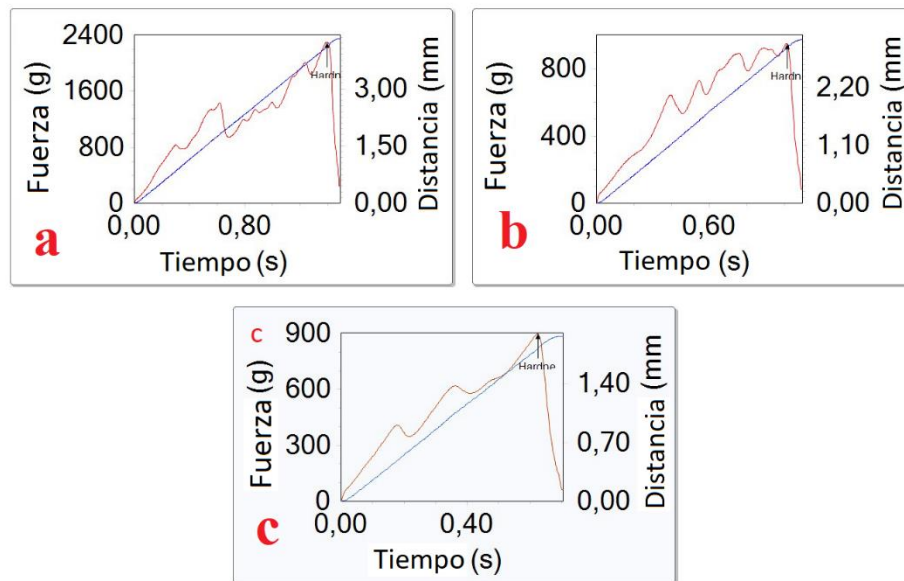 2400
1600
800
0
Fuerza (g)
3,00
1,50
0,00
Distancia (mm
Hardn
0,00
0,80
Tiempo (s)
a
800
400
0
Fuerza (g)
2,20
1,10
0,00
Distancia (mm
Hardn
0,00
0,60
Tiempo (s)
b
c
900
600
300
0
Fuerza (g)
1,40
0,70
0,00
Distancia (mm
Hardne
0,00
0,40
Tiempo (s)
c